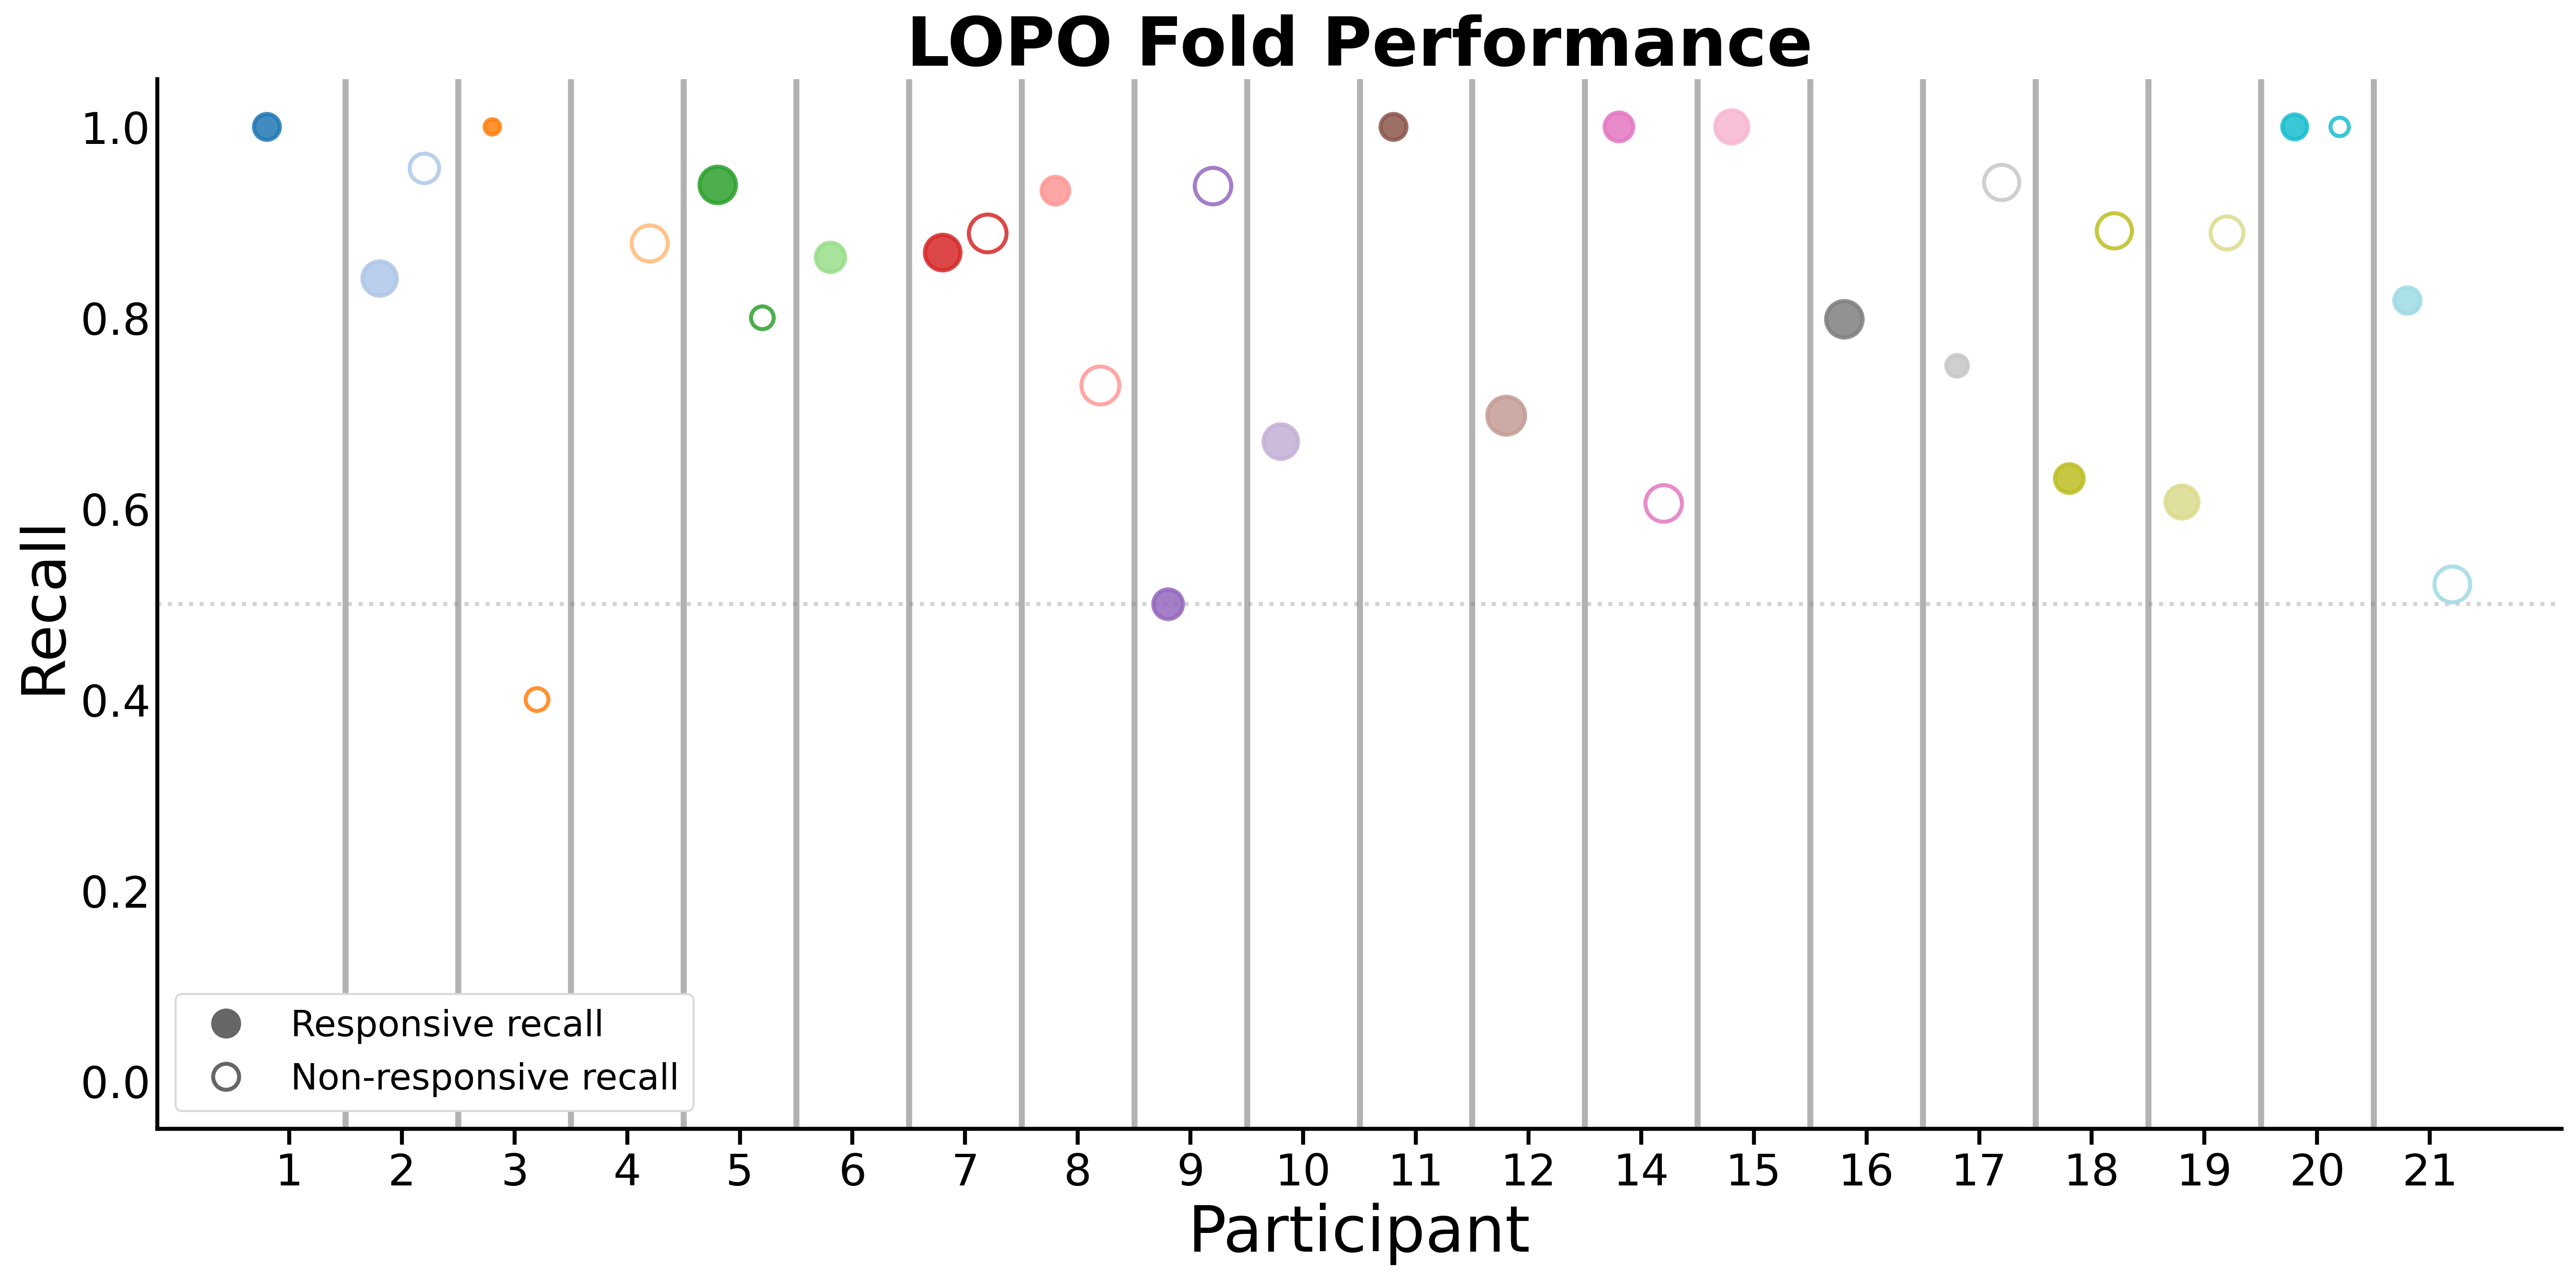 LOPO Fold Performance
Recall
1.0
0.8
0.6
0.4
0.2
0.0
Responsive recall
Non-responsive recall
1 2 3 4 5 6 7 8 9 10 11 12 14 15 16 17 18 19 20 21
Participant